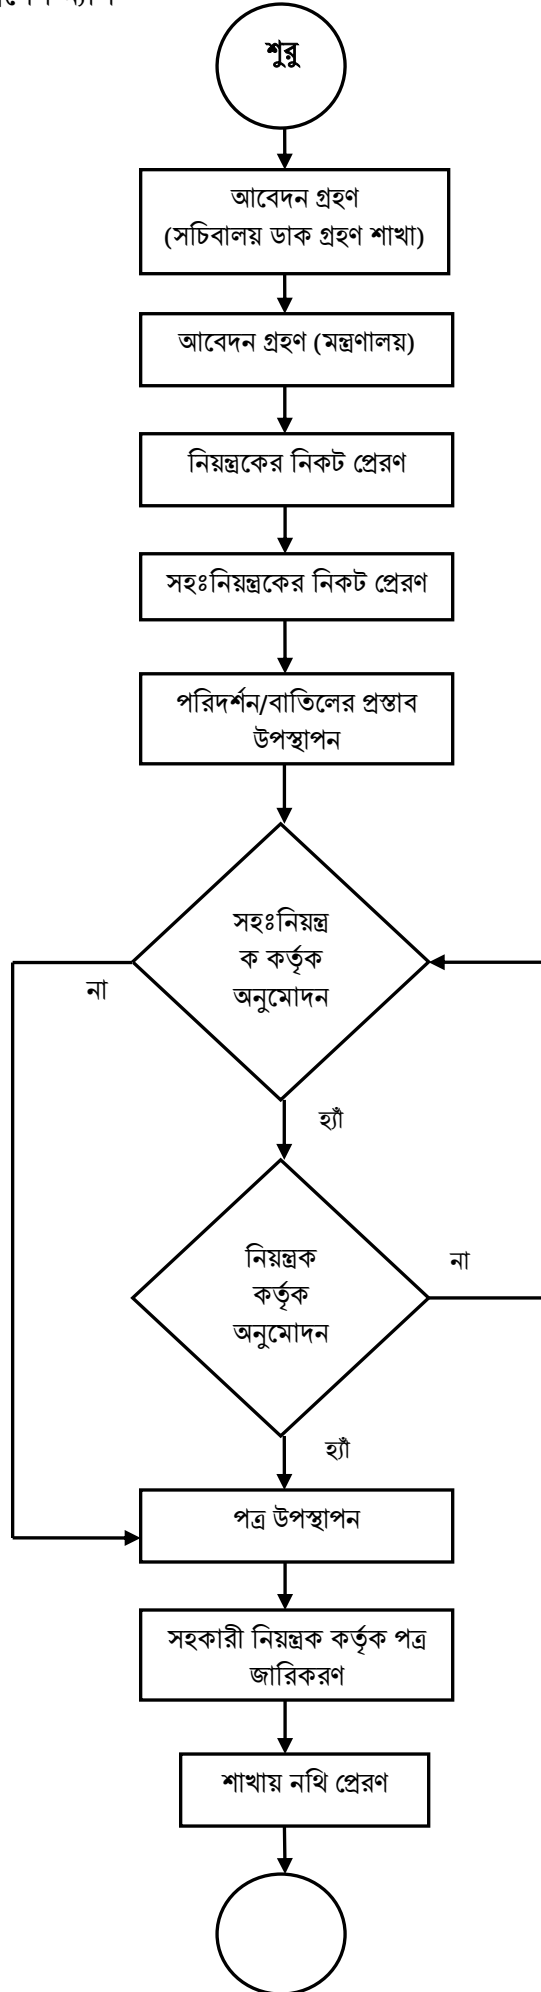 শুরু
আবেদন গ্রহণ
(সচিবালয় ডাক গ্রহণ শাখা)
আবেদন গ্রহণ (মন্ত্রণালয়)
নিয়ন্ত্রকের নিকট প্রেরণ
সহঃনিয়ন্ত্রকের নিকট প্রেরণ
পরিদর্শন/বাতিলের প্রস্তাব
উপস্থাপন
সহঃনিয়ন্ত্র
ক কর্তৃক
অনুমোদন
না
হ্যাঁ
নিয়ন্ত্রক
কর্তৃক
অনুমোদন
না
হ্যাঁ
পত্র উপস্থাপন
সহকারী নিয়ন্ত্রক কর্তৃক পত্র
জারিকরণ
শাখায় নথি প্রেরণ